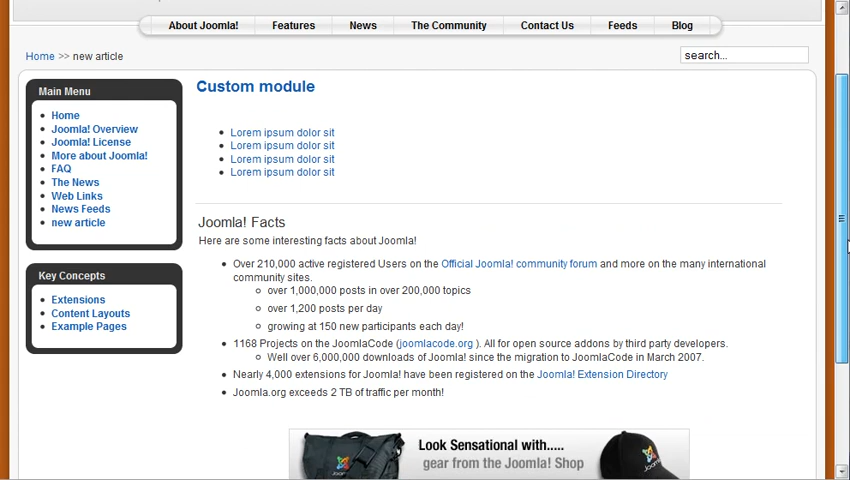 About Joomla! Features News The Community Contact Us Feeds Blog
Home >> new article
search...
Main Menu
Home
Joomla! Overview
Joomla! License
More about Joomla!
FAQ
The News
Web Links
News Feeds
new article
Key Concepts
Extensions
Content Layouts
Example Pages
Custom module
Lorem ipsum dolor sit
Lorem ipsum dolor sit
Lorem ipsum dolor sit
Lorem ipsum dolor sit
Joomla! Facts
Here are some interesting facts about Joomla!
Over 210,000 active registered Users on the Official Joomla! community forum and more on the many international
community sites.
over 1,000,000 posts in over 200,000 topics
over 1,200 posts per day
growing at 150 new participants each day!
1168 Projects on the JoomlaCode (joomlacode.org ). All for open source addons by third party developers.
Well over 6,000,000 downloads of Joomla! since the migration to JoomlaCode in March 2007.
Nearly 4,000 extensions for Joomla! have been registered on the Joomla! Extension Directory
Joomla.org exceeds 2 TB of traffic per month!
Look Sensational with.....
gear from the Joomla! Shop